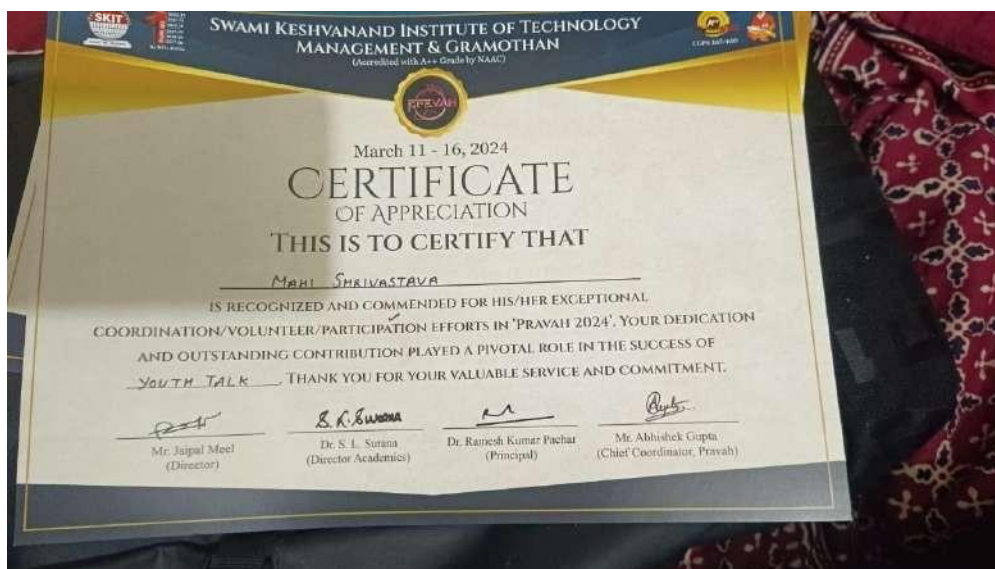 SKIT
SWAMI KESHVANAND INSTITUTE OF TECHNOLOGY
MANAGEMENT & GRAMOTHAN
(Accredited with A++ Grade by NAAC)
PRAVAH
March 11 - 16, 2024
CERTIFICATE
OF APPRECIATION
THIS IS TO CERTIFY THAT
MAHI SHRIVASTAVA
IS RECOGNIZED AND COMMENDED FOR HIS/HER EXCEPTIONAL
COORDINATION/VOLUNTEER/PARTICIPATION EFFORTS IN 'PRAVAH 2024'. YOUR DEDICATION
AND OUTSTANDING CONTRIBUTION PLAYED A PIVOTAL ROLE IN THE SUCCESS OF
YOUTH TALK THANK YOU FOR YOUR VALUABLE SERVICE AND COMMITMENT.
Mr. Jaipal Meel
(Director)
Dr. S. L. Surana
(Director Academics)
Dr. Ramesh Kumar Pachar
(Principal)
Mr. Abhishek Gupta
(Chief Coordinator, Pravah)